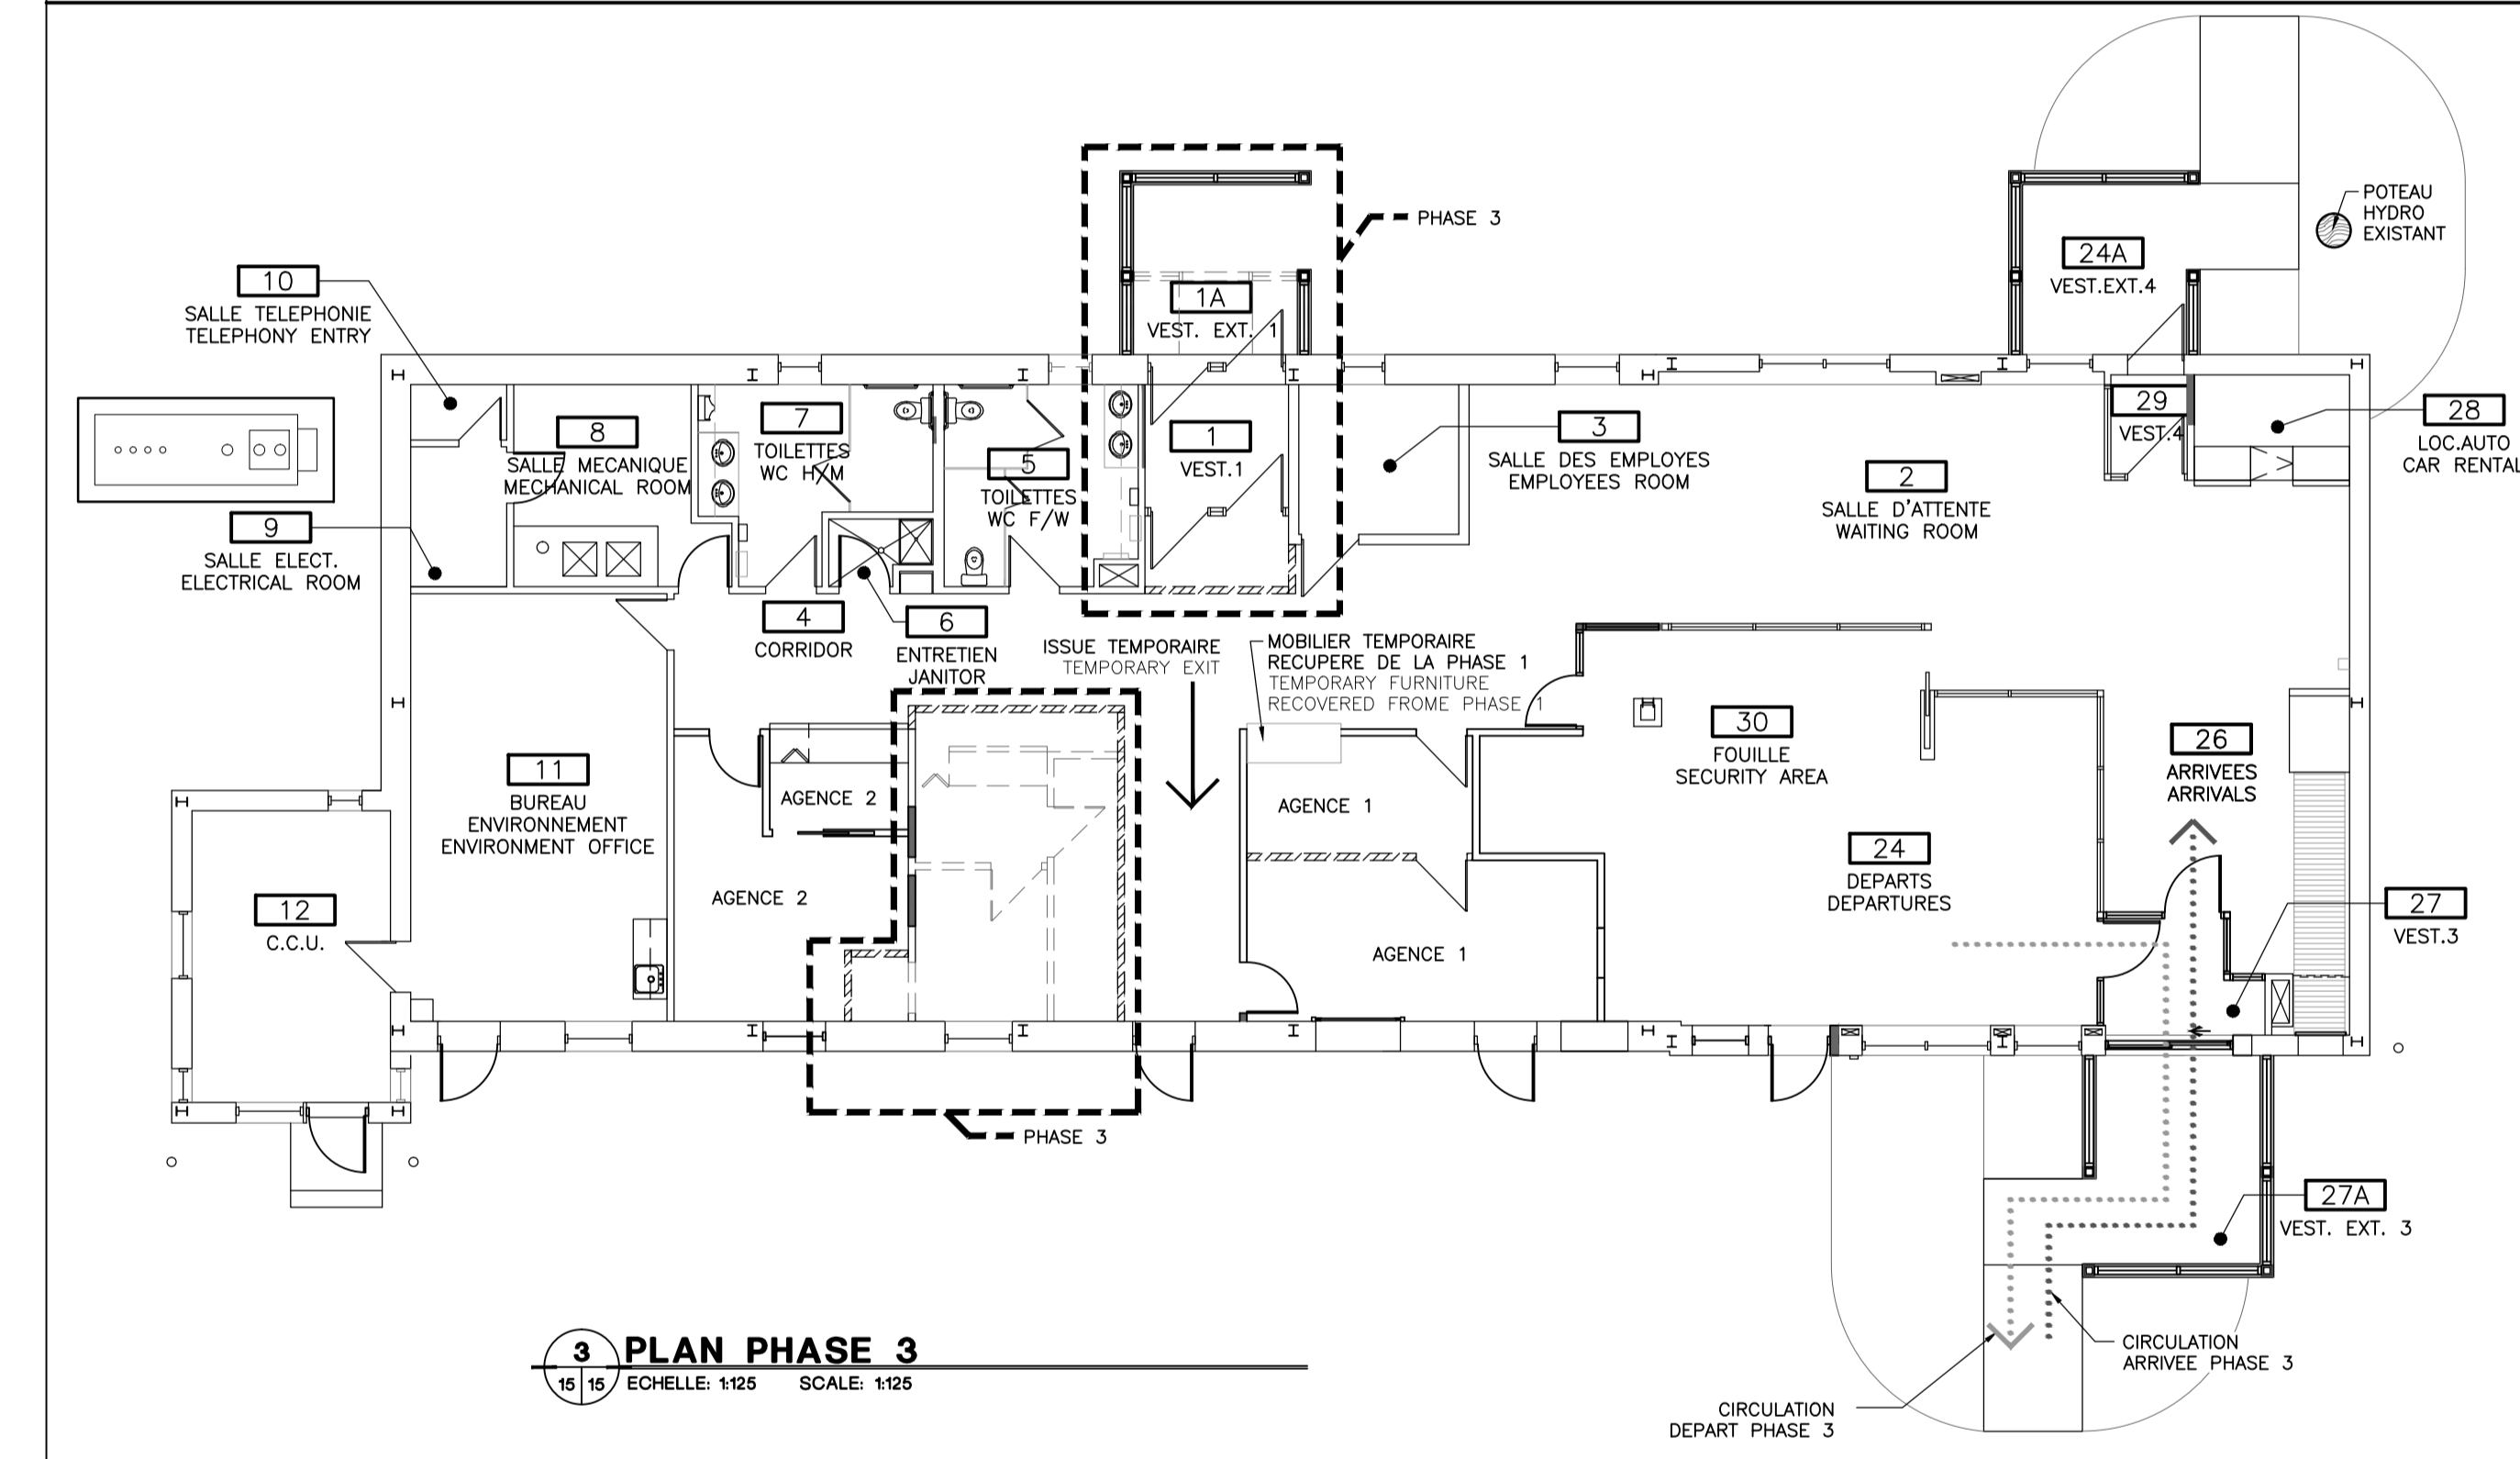 PHASE 3
POTEAU
HYDRO
EXISTANT
24A
VEST.EXT.4
10
SALLE TELEPHONIE
TELEPHONY ENTRY
1A
VEST. EXT. 1
29
VEST.4
28
LOC.AUTO
CAR RENTAL
8
SALLE MECANIQUE
MECHANICAL ROOM
7
TOILETTES
WC H/M
5
TOILETTES
WC F/W
1
VEST.1
3
SALLE DES EMPLOYES
EMPLOYEES ROOM
2
SALLE D'ATTENTE
WAITING ROOM
9
SALLE ELECT.
ELECTRICAL ROOM
4
CORRIDOR
6
ENTRETIEN
JANITOR
ISSUE TEMPORAIRE
TEMPORARY EXIT
MOBILIER TEMPORAIRE
RECUPERE DE LA PHASE 1
TEMPORARY FURNITURE
RECOVERED FROME PHASE 1
30
FOUILLE
SECURITY AREA
26
ARRIVEES
ARRIVALS
11
BUREAU
ENVIRONNEMENT
ENVIRONMENT OFFICE
AGENCE 2
AGENCE 1
24
DEPARTS
DEPARTURES
12
C.C.U.
AGENCE 2
AGENCE 1
27
VEST.3
PHASE 3
27A
VEST. EXT. 3
CIRCULATION
ARRIVEE PHASE 3
CIRCULATION
DEPART PHASE 3
3
15 15
PLAN PHASE 3
ECHELLE: 1:125 SCALE: 1:125